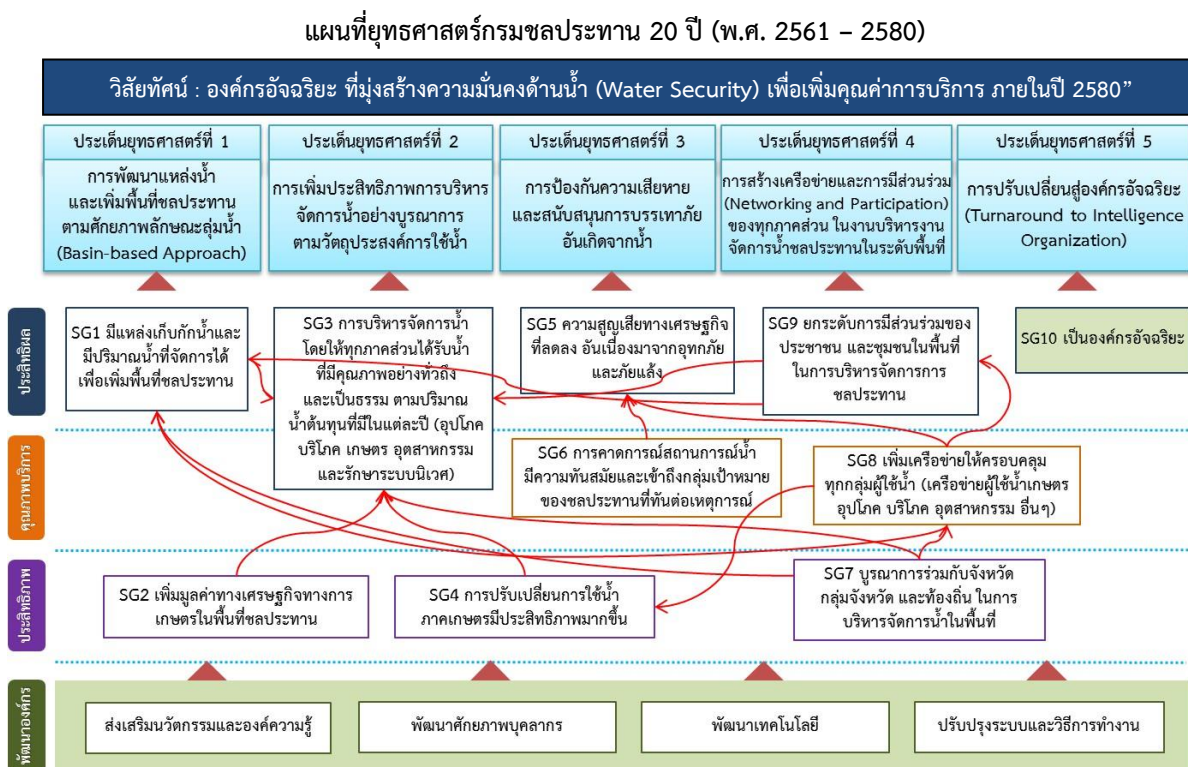 แผนที่ยุทธศาสตร์กรมชลประทาน 20 ปี (พ.ศ. 2561 – 2580)
วิสัยทัศน์ : องค์กรอัจฉริยะ ที่มุ่งสร้างความมั่นคงด้านน้ำ (Water Security) เพื่อเพิ่มคุณค่าการบริการ ภายในปี 2580”
ประเด็นยุทธศาสตร์ที่ 1
การพัฒนาแหล่งน้ำ
และเพิ่มพื้นที่ชลประทาน
ตามศักยภาพลักษณะลุ่มน้ำ
(Basin-based Approach)
ประเด็นยุทธศาสตร์ที่ 2
การเพิ่มประสิทธิภาพการบริหาร
จัดการน้ำอย่างบูรณาการ
ตามวัตถุประสงค์การใช้น้ำ
ประเด็นยุทธศาสตร์ที่ 3
การป้องกันความเสียหาย
และสนับสนุนการบรรเทาภัย
อันเกิดจากน้ำ
ประเด็นยุทธศาสตร์ที่ 4
การสร้างเครือข่ายและการมีส่วนร่วม
(Networking and Participation)
ของทุกภาคส่วน ในงานบริหารงาน
จัดการน้ำชลประทานในระดับพื้นที่
ประเด็นยุทธศาสตร์ที่ 5
การปรับเปลี่ยนสู่องค์กรอัจฉริยะ
(Turnaround to Intelligence
Organization)
ประสิทธิผล
SG1 มีแหล่งเก็บกักน้ำและ
มีปริมาณน้ำที่จัดการได้
เพื่อเพิ่มพื้นที่ชลประทาน
SG3 การบริหารจัดการน้ำ
โดยให้ทุกภาคส่วนได้รับน้ำ
ที่มีคุณภาพอย่างทั่วถึง
และเป็นธรรม ตามปริมาณ
น้ำต้นทุนที่มีในแต่ละปี (อุปโภค
บริโภค เกษตร อุตสาหกรรม
และรักษาระบบนิเวศ)
SG5 ความสูญเสียทางเศรษฐกิจ
ที่ลดลง อันเนื่องมาจากอุทกภัย
และภัยแล้ง
SG9 ยกระดับการมีส่วนร่วมของ
ประชาชน และชุมชนในพื้นที่
ในการบริหารจัดการการ
ชลประทาน
SG10 เป็นองค์กรอัจฉริยะ
คุณภาพบริการ
SG6 การคาดการณ์สถานการณ์น้ำ
มีความทันสมัยและเข้าถึงกลุ่มเป้าหมาย
ของชลประทานที่ทันต่อเหตุการณ์
SG8 เพิ่มเครือข่ายให้ครอบคลุม
ทุกกลุ่มผู้ใช้น้ำ (เครือข่ายผู้ใช้น้ำเกษตร
อุปโภค บริโภค อุตสาหกรรม อื่นๆ)
ประสิทธิภาพ
SG2 เพิ่มมูลค่าทางเศรษฐกิจทางการ
เกษตรในพื้นที่ชลประทาน
SG4 การปรับเปลี่ยนการใช้น้ำ
ภาคเกษตรมีประสิทธิภาพมากขึ้น
SG7 บูรณาการร่วมกับจังหวัด
กลุ่มจังหวัด และท้องถิ่น ในการ
บริหารจัดการน้ำในพื้นที่
พัฒนาองค์กร
ส่งเสริมนวัตกรรมและองค์ความรู้
พัฒนาศักยภาพบุคลากร
พัฒนาเทคโนโลยี
ปรับปรุงระบบและวิธีการทำงาน